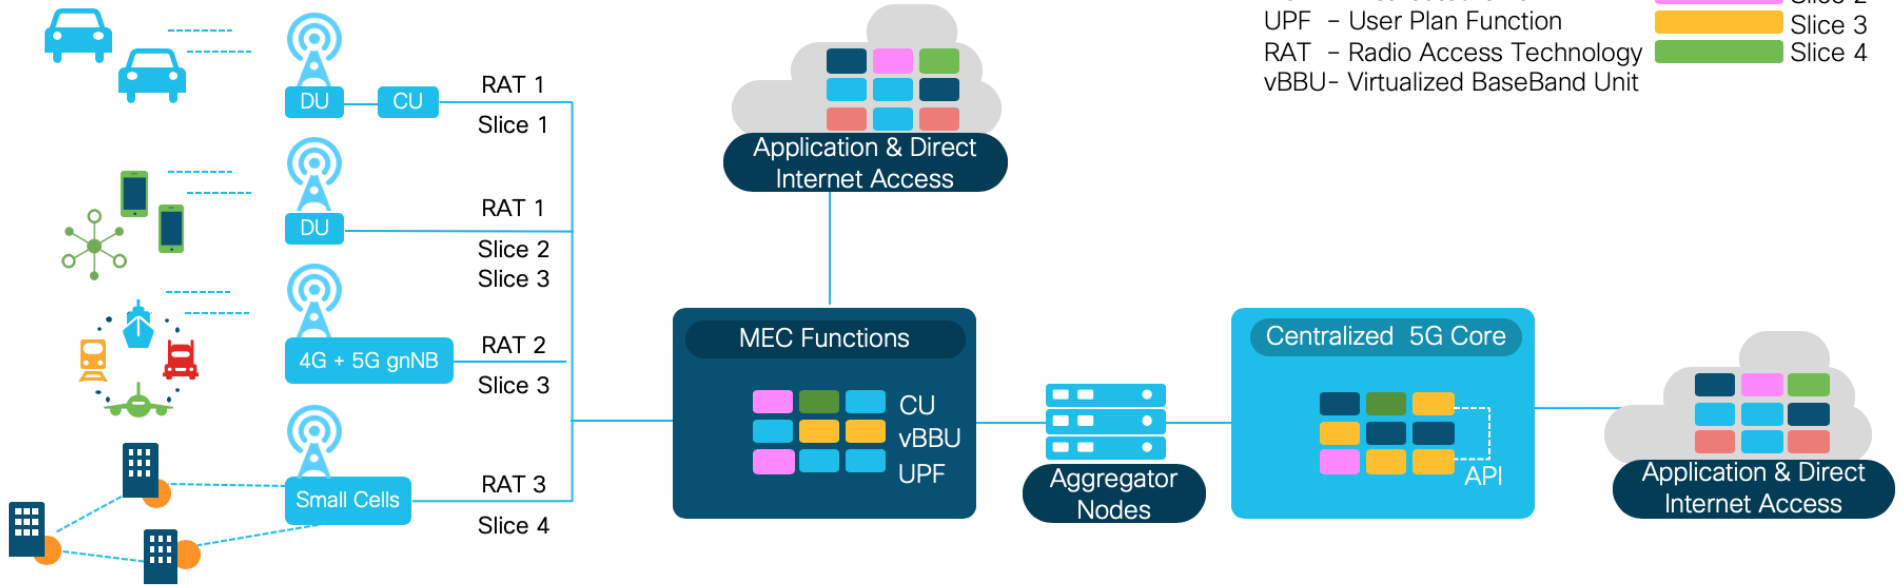 DU
CU
RAT 1
Slice 1
DU
RAT 1
Slice 2
Slice 3
4G + 5G gnNB
RAT 2
Slice 3
Small Cells
RAT 3
Slice 4
Application & Direct
Internet Access
MEC Functions
CU
vBBU
UPF
Aggregator
Nodes
Centralized 5G Core
API
Application & Direct
Internet Access
UPF – User Plan Function
RAT – Radio Access Technology
vBBU- Virtualized BaseBand Unit
Slice 2
Slice 3
Slice 4